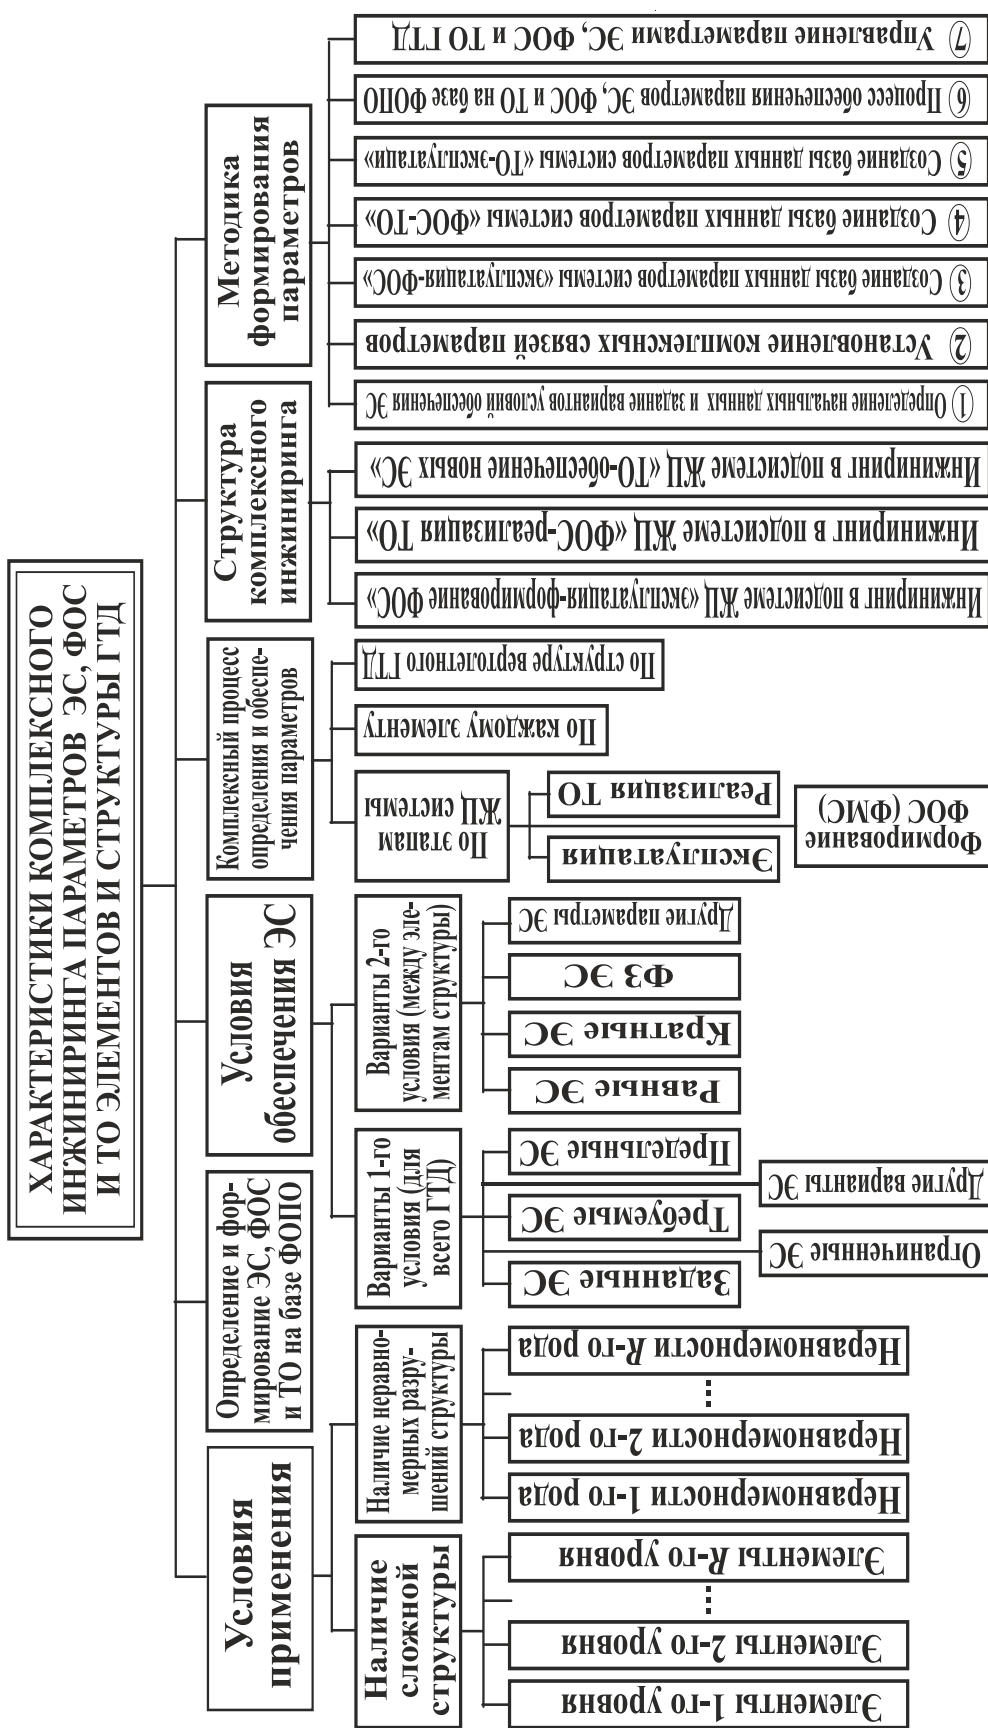 ХАРАКТЕРИСТИКИ КОМПЛЕКСНОГО
ИНЖИНИРИНГА ПАРАМЕТРОВ ЭС, ФОС
И ТО ЭЛЕМЕНТОВ И СТРУКТУРЫ ГТД
Условия
применения
Определение и фор-
мирование ЭС, ФОС
и ТО на базе ФОПО
Условия
обеспечения ЭС
Комплексный процесс
определения и обеспе-
чения параметров
Структура
комплексного
инжиниринга
Методика
формирования
параметров
Наличие
сложной
структуры
Наличие неравно-
мерных разру-
шений структуры
Варианты 1-го
условия (для
всего ГТД)
Варианты 2-го
условия (между эле-
ментам структуры)
По этапам
ЖЦ системы
По каждому элементу
По структуре вертолетного ГТД
Инжиниринг в подсистеме ЖЦ «эксплуатация-формирование ФОС»
Инжиниринг в подсистеме ЖЦ «ФОС-реализация ТО»
Инжиниринг в подсистеме ЖЦ «ТО-обеспечение новых ЭС»
① Определение начальных данных и задание вариантов условий обеспечения ЭС
② Установление комплексных связей параметров
③ Создание базы данных параметров системы «эксплуатация-ФОС»
④ Создание базы данных параметров системы «ФОС-ТО»
⑤ Создание базы данных параметров системы «ТО-эксплуатации»
⑥ Процесс обеспечения параметров ЭС, ФОС и ТО на базе ФОПО
⑦ Управление параметрами ЭС, ФОС и ТО ГТД
Элементы 1-го уровня
Элементы 2-го уровня
Элементы R-го уровня
Неравномерности 1-го рода
Неравномерности 2-го рода
Неравномерности R-го рода
Заданные ЭС
Требуемые ЭС
Предельные ЭС
Ограниченные ЭС
Другие варианты
ЭС
Равные ЭС
Кратные ЭС
ФЗ ЭС
Другие параметры ЭС
Эксплуатация
Реализация ТО
Формирование
ФОС (ФМС)